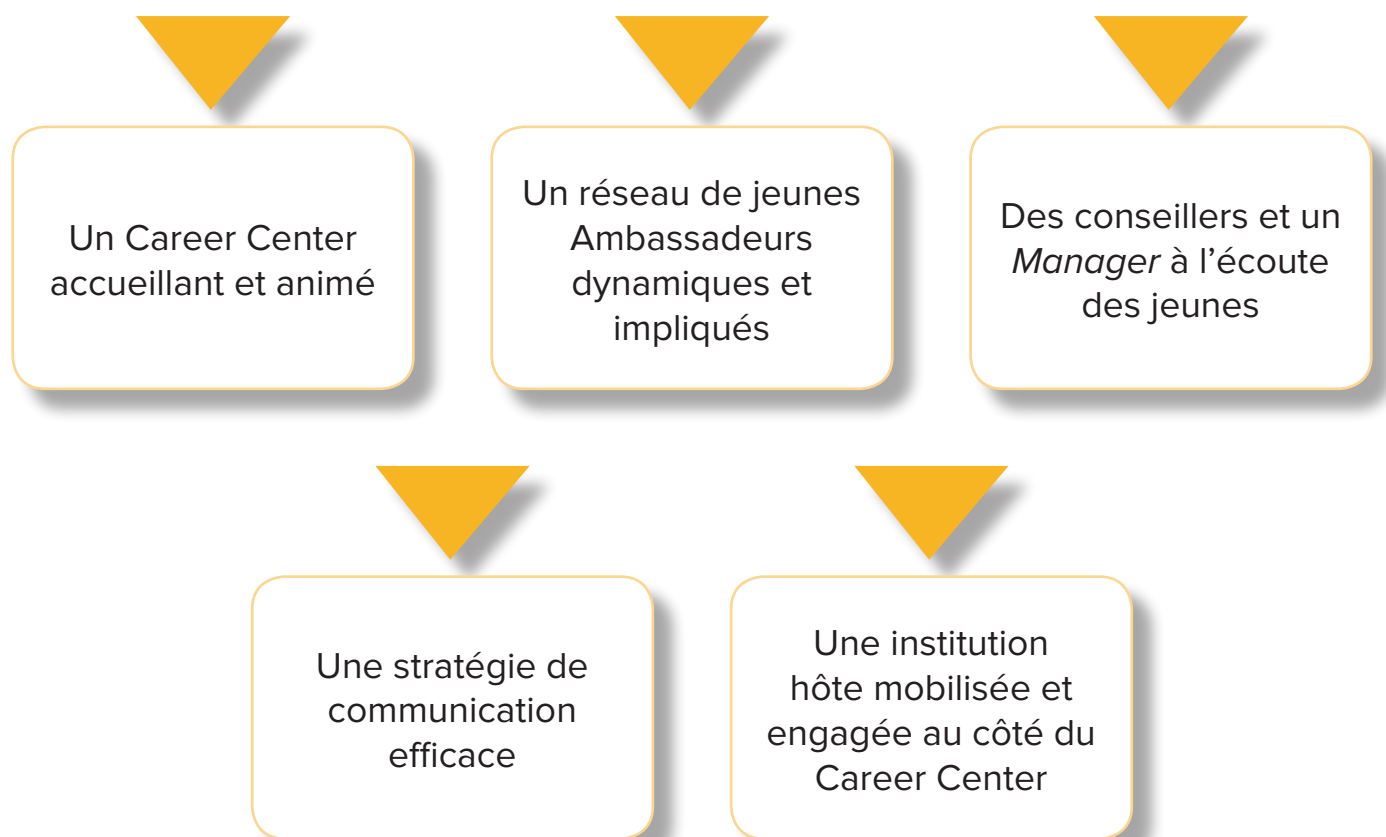 Un Career Center
accueillant et animé
Un réseau de jeunes
Ambassadeurs
dynamiques et
impliqués
Des conseillers et un
Manager à l’écoute
des jeunes
Une stratégie de
communication
efficace
Une institution
hôte mobilisée et
engagée au côté du
Career Center